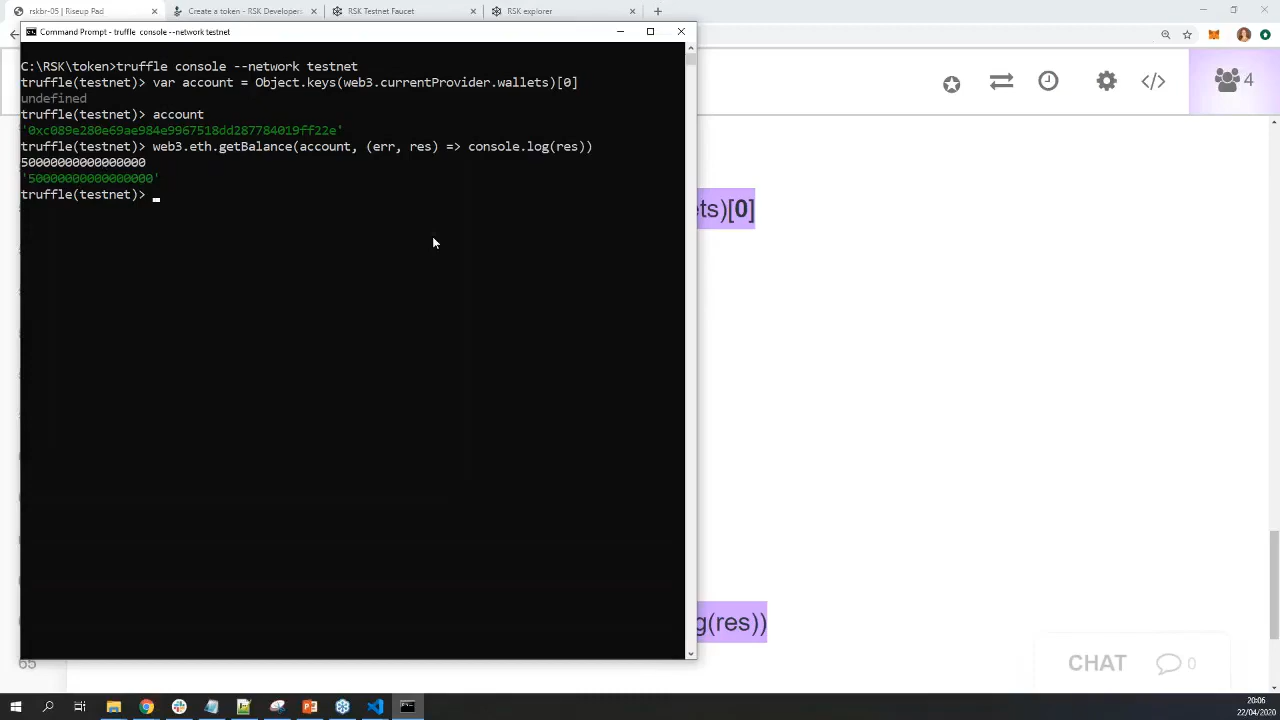 rskbr-05 | Riseup Pad
Create a token - RSK Developers
RSK Testnet Faucet
RSK explorer
Command Prompt - truffle console --network testnet
C:\RSK\token>truffle console --network testnet
truffle(testnet)> var account = Object.keys(web3.currentProvider.wallets)[0]
undefined
truffle(testnet)> account
'0xc089e280e69ae984e9967518dd287784019ff22e'
truffle(testnet)> web3.eth.getBalance(account, (err, res) => console.log(res))
50000000000000000
'50000000000000000'
truffle(testnet)>
4
ets)[0]
g(res))
65
CHAT 0
20:06
22/04/2020